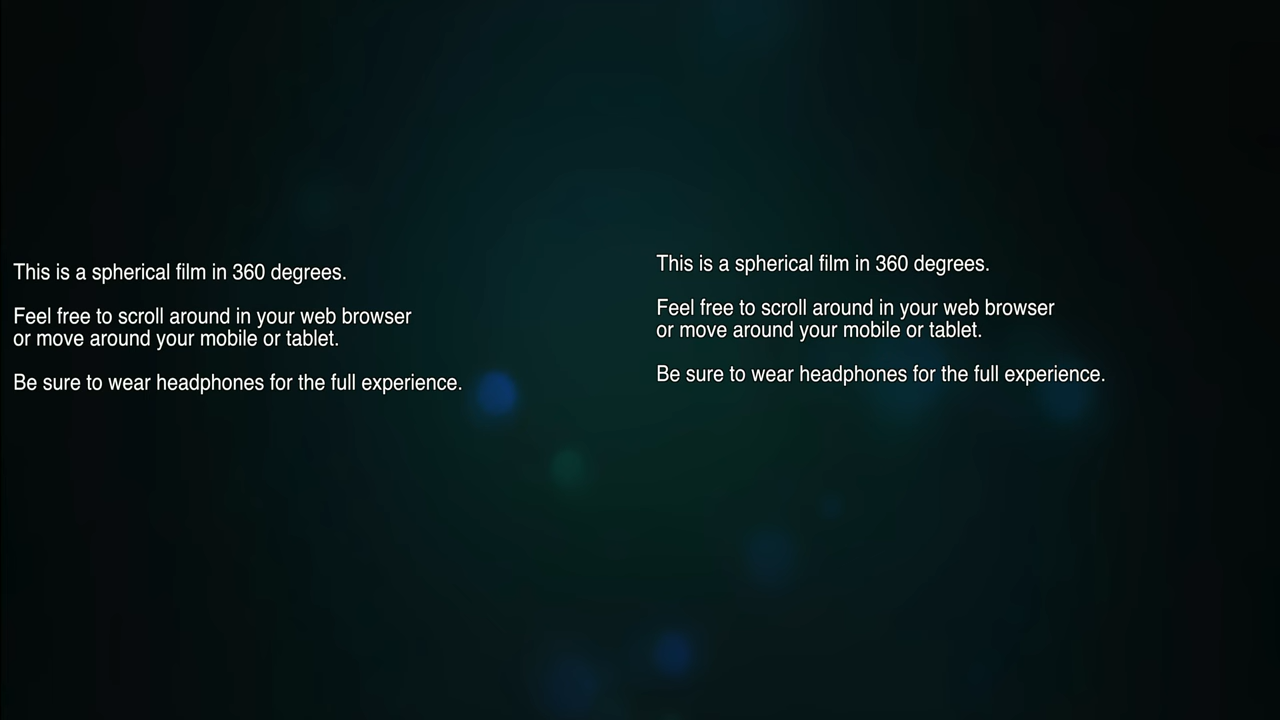 This is a spherical film in 360 degrees.
Feel free to scroll around in your web browser
or move around your mobile or tablet.
Be sure to wear headphones for the full experience.
This is a spherical film in 360 degrees.
Feel free to scroll around in your web browser
or move around your mobile or tablet.
Be sure to wear headphones for the full experience.